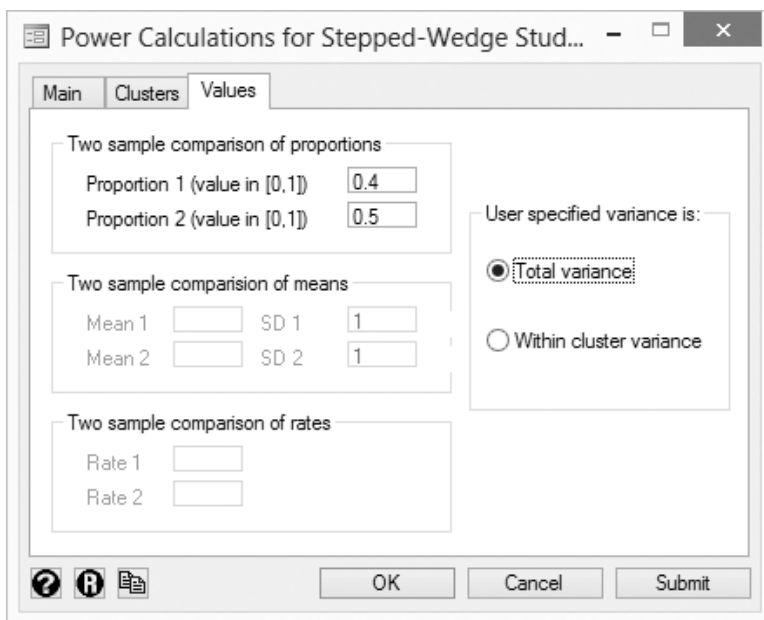 Power Calculations for Stepped-Wedge Stud...
Main Clusters Values
Two sample comparison of proportions
Proportion 1 (value in [0,1]) 0.4
Proportion 2 (value in [0,1]) 0.5
User specified variance is:
Total variance
Within cluster variance
Two sample comparision of means
Mean 1 SD 1 1
Mean 2 SD 2 1
Two sample comparison of rates
Rate 1
Rate 2
? R OK Cancel Submit